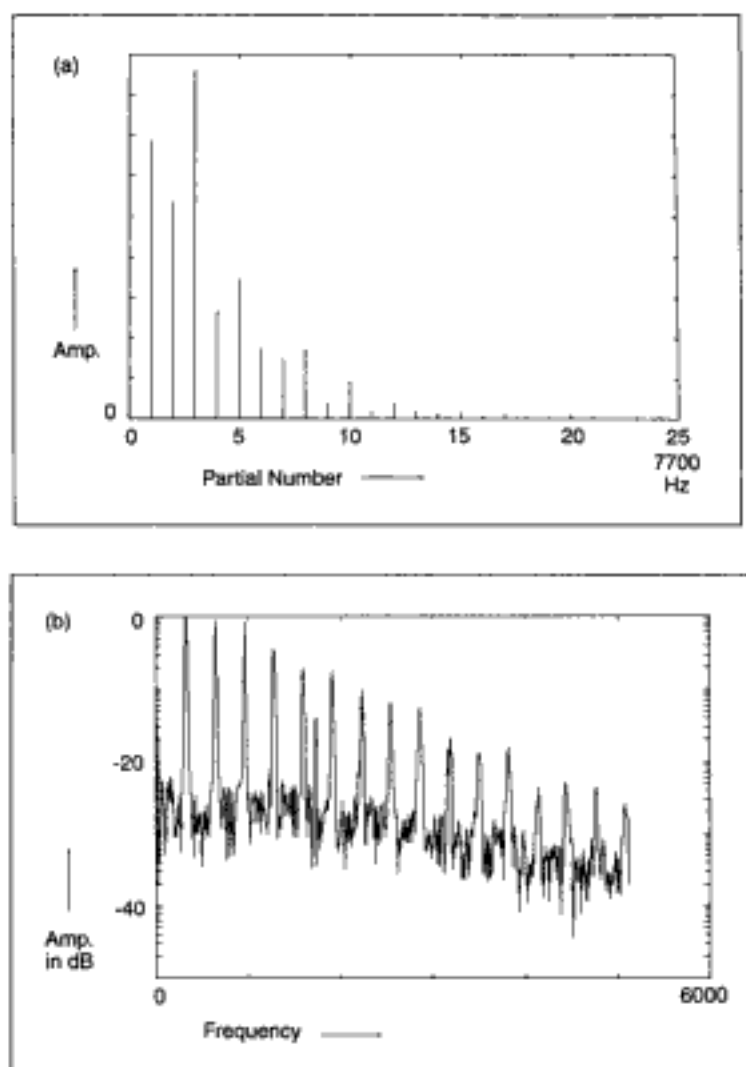 (a)
Amp.
0
0 5 10 15 20 25
7700
Hz
Partial Number
(b)
0
-20
-40
Amp.
in dB
0 6000
Frequency